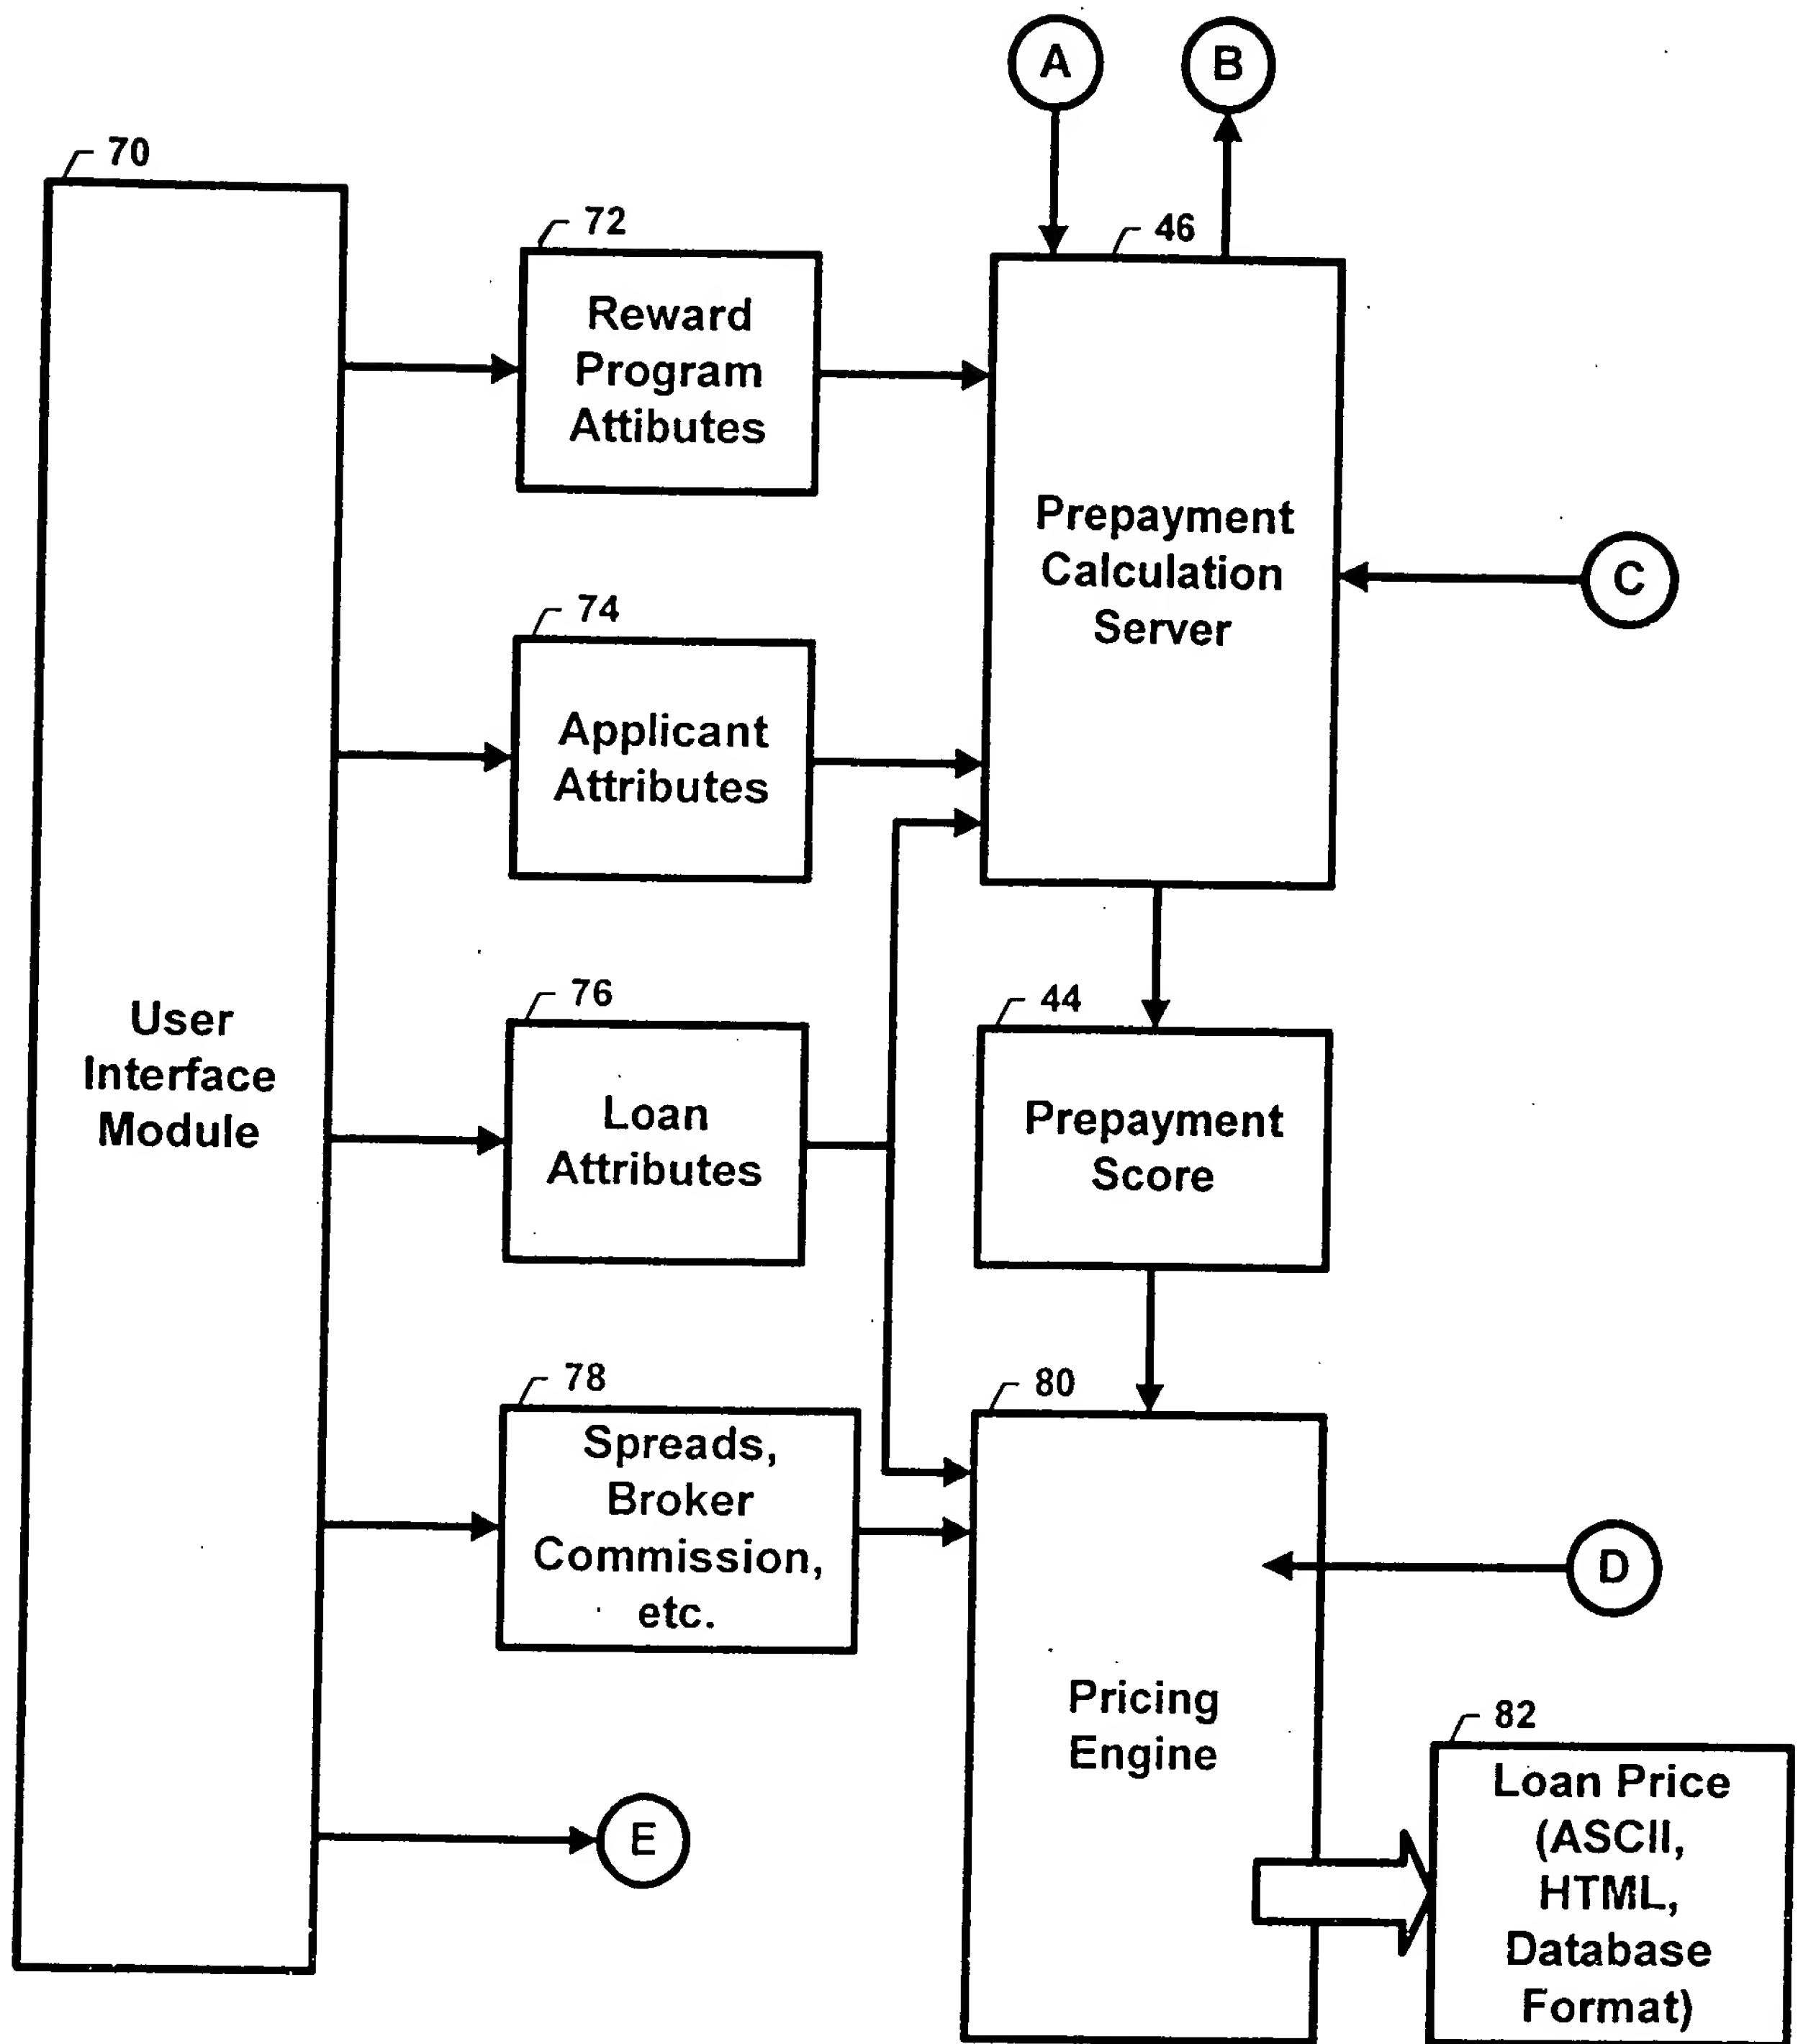 A
B
70
72
46
Reward
Program
Attibutes
Prepayment
Calculation
Server
C
74
Applicant
Attributes
76
44
User
Interface
Module
Loan
Attributes
Prepayment
Score
78
80
Spreads,
Broker
Commission,
etc.
D
Pricing
Engine
82
Loan Price
(ASCII,
HTML,
Database
Format)
E